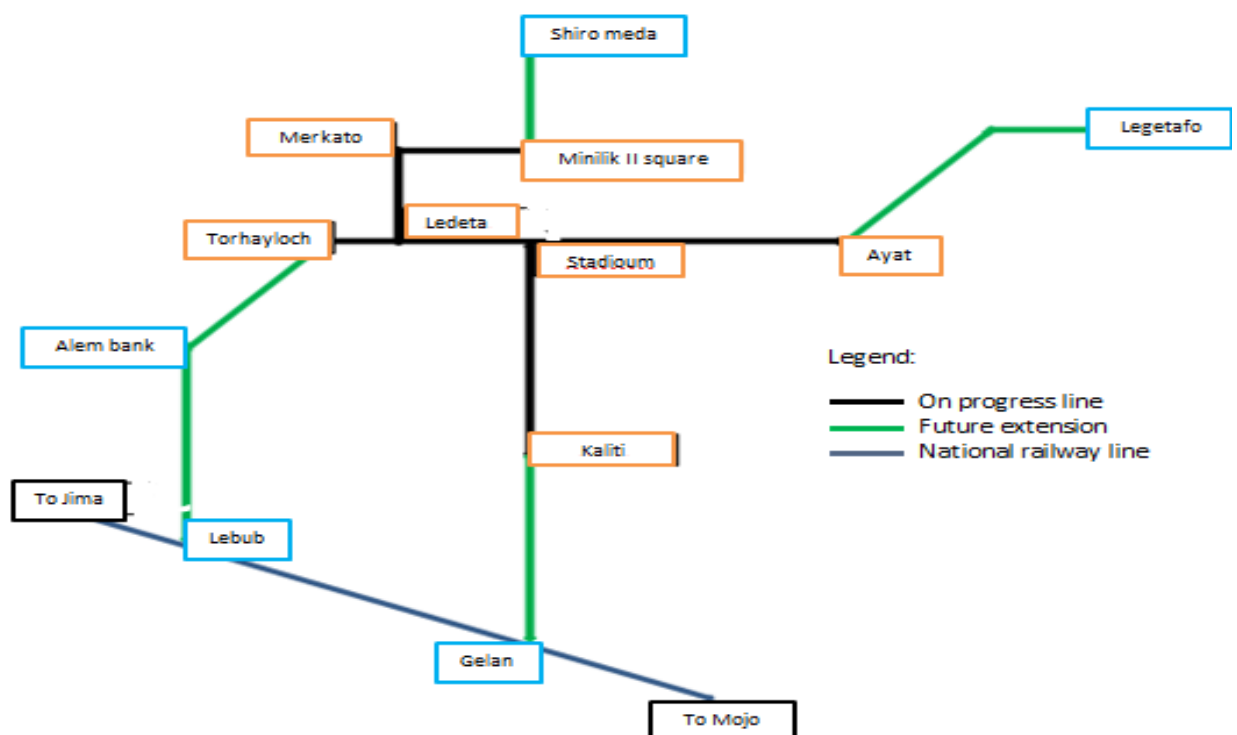 Shiro meda
Merkato
Legetafo
Minilik II square
Ledeta
Torhayloch
Stadioum
Ayat
Alem bank
Legend:
On progress line
Future extension
National railway line
Kaliti
To Jima
Lebub
Gelan
To Mojo